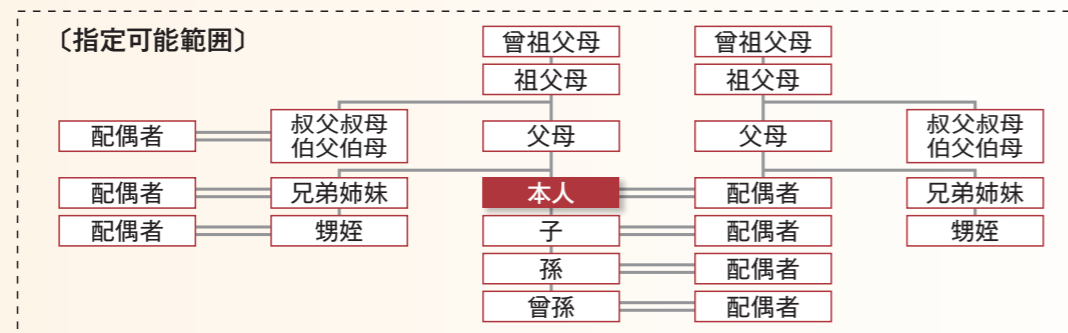 〔指定可能範囲〕
曾祖父母
曾祖父母
祖父母
祖父母
配偶者
叔父叔母
伯父伯母
父母
父母
叔父叔母
伯父伯母
配偶者
兄弟姉妹
本人
配偶者
兄弟姉妹
配偶者
甥姪
子
配偶者
甥姪
孫
配偶者
曾孫
配偶者